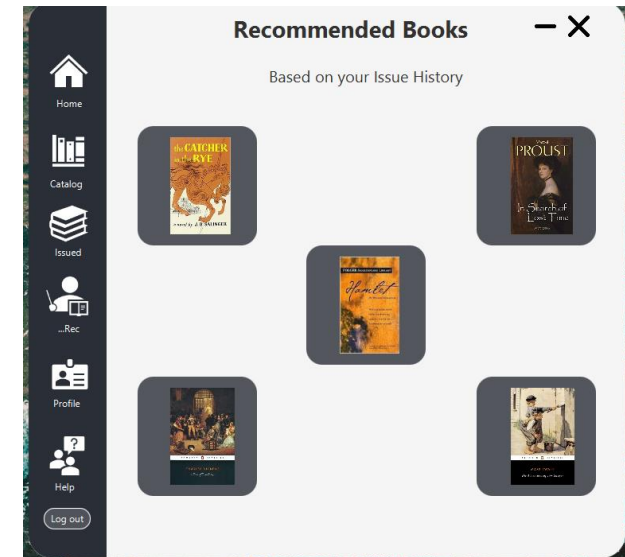 Recommended Books
Based on your Issue History
Home
Catalog
Issued
...Rec
Profile
?
Help
Log out
the CATCHER
in the RYE
J. D. SALINGER
PROUST
In Search of
Lost Time
Hamlet